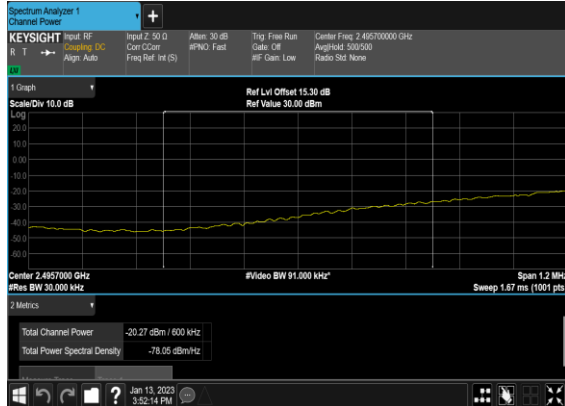 Spectrum Analyzer 1
Channel Power
+
KEYSIGHT Input: RF Input Z: 50 Ω Atten: 30 dB Trig: Free Run Center Freq: 2.495700000 GHz
R T Coupling: DC Corr CCorr #PNO: Fast Gate: Off Avg|Hold: 500/500
Align: Auto Freq Ref: Int (S) #IF Gain: Low Radio Std: None
1 Graph Ref Lvl Offset 15.30 dB
Scale/Div 10.0 dB Ref Value 30.00 dBm
Log
20.0
10.0
0.00
-10.0
-20.0
-30.0
-40.0
-50.0
-60.0
Center 2.4957000 GHz #Video BW 91.000 kHz* Span 1.2 MHz
#Res BW 30.000 kHz Sweep 1.67 ms (1001 pts
2 Metrics
Total Channel Power -20.27 dBm / 600 kHz
Total Power Spectral Density -78.05 dBm/Hz
? Jan 13, 2023
3:52:14 PM